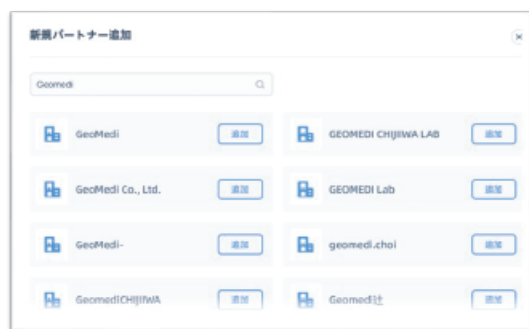 新規パートナー追加
Geomedi
GeoMedi 追加
GEOMEDI CHIJIIWA LAB 追加
GeoMedi Co., Ltd. 追加
GEOMEDI Lab 追加
GeoMedi- 追加
geomedi.choi 追加
GeomediCHIJIIWA 追加
Geomedi辻 追加